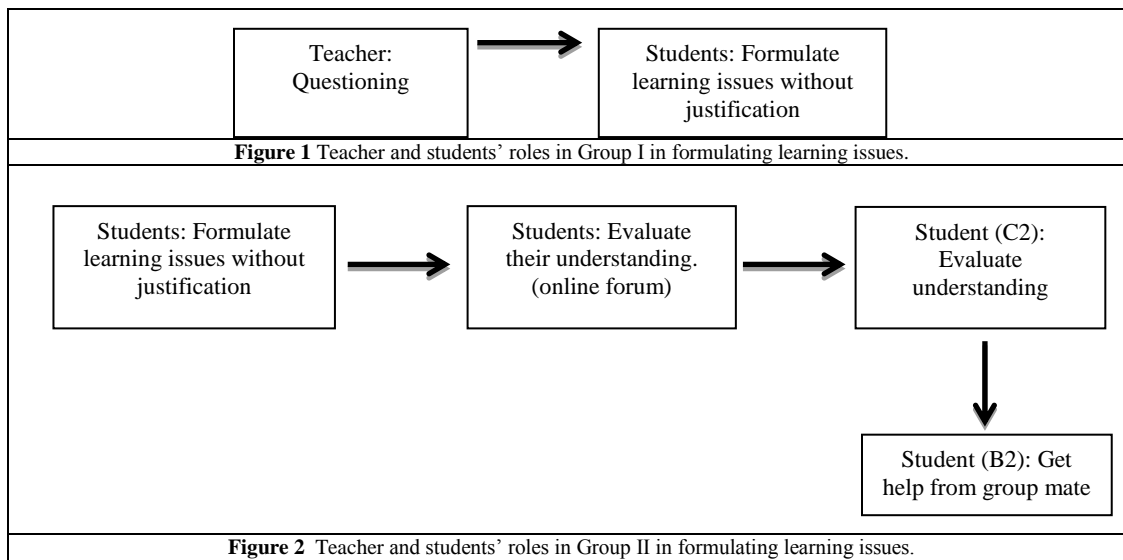 Teacher:
Questioning
Students: Formulate
learning issues without
justification
Figure 1 Teacher and students’ roles in Group I in formulating learning issues.
Students: Formulate
learning issues without
justification
Students: Evaluate
their understanding.
(online forum)
Student (C2):
Evaluate
understanding
Student (B2): Get
help from group mate
Figure 2 Teacher and students’ roles in Group II in formulating learning issues.